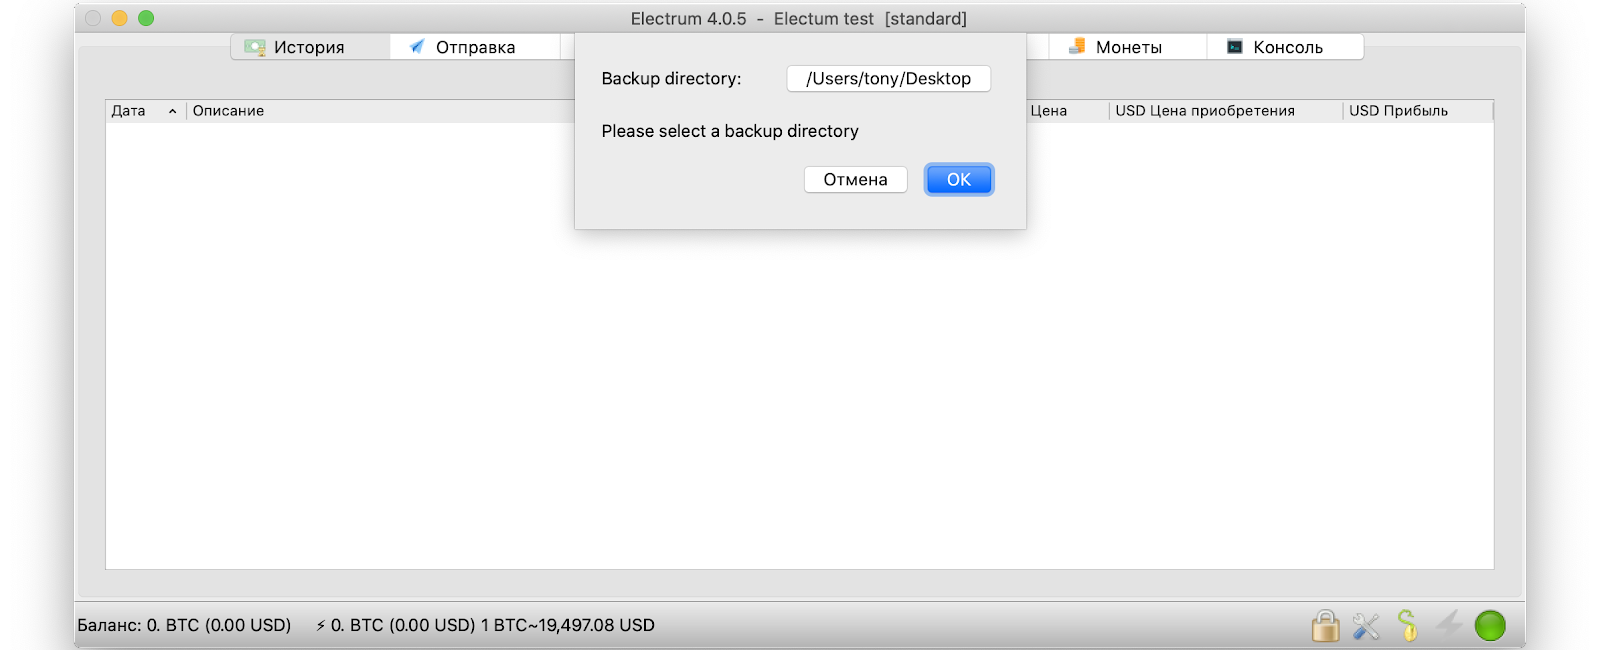 Electrum 4.0.5 - Electum test [standard]
История Отправка Монеты Консоль
Backup directory: /Users/tony/Desktop
Дата Описание Цена USD Цена приобретения USD Прибыль
Please select a backup directory
Отмена OK
Баланс: 0. BTC (0.00 USD) ⚡ 0. BTC (0.00 USD) 1 BTC~19,497.08 USD